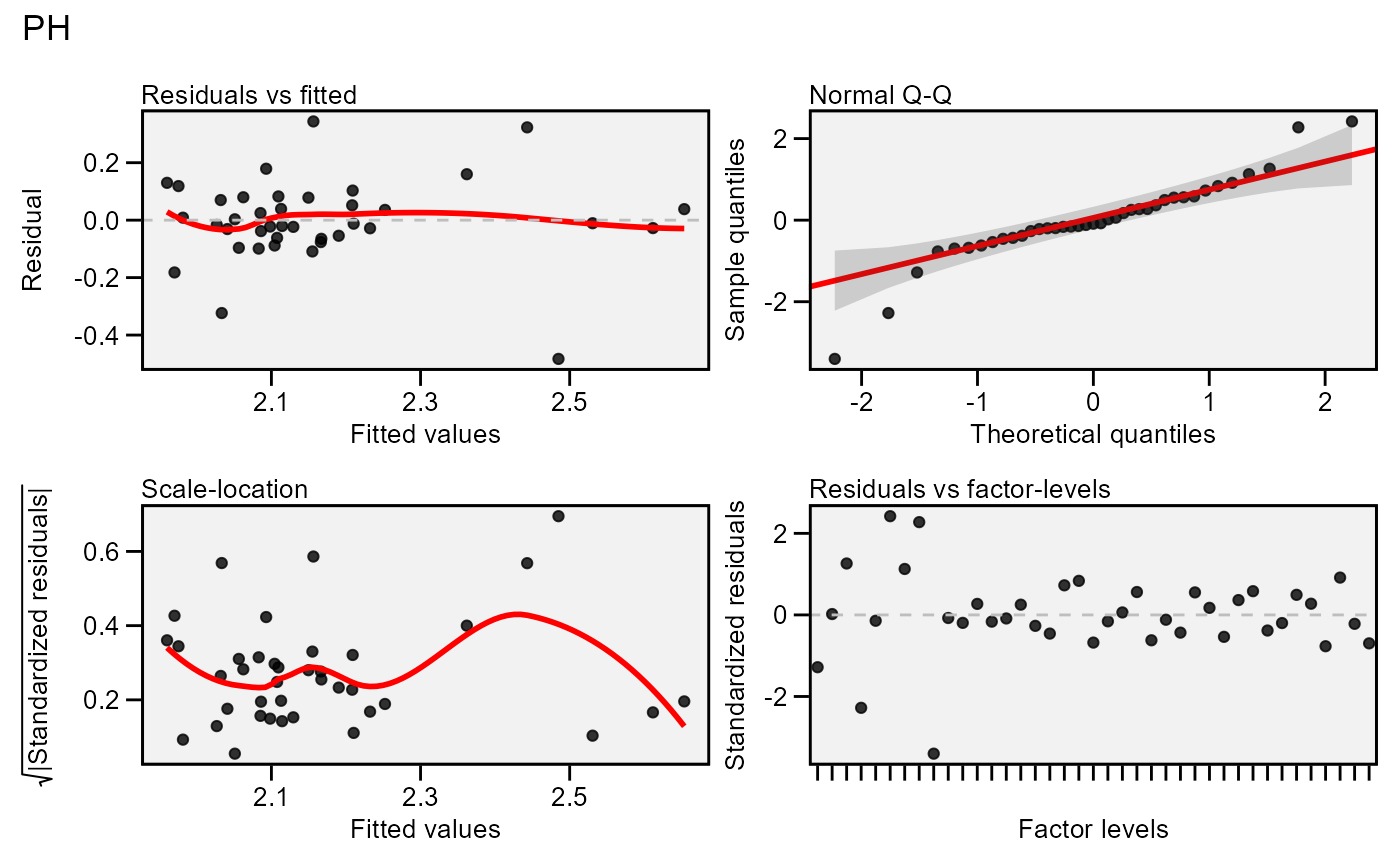 PH
Residuals vs fitted
Residual
0.2
0.0
-0.2
-0.4
2.1 2.3 2.5
Fitted values
Normal Q-Q
Sample quantiles
2
0
-2
-2 -1 0 1 2
Theoretical quantiles
Scale-location
√|Standardized residuals|
0.6
0.4
0.2
2.1 2.3 2.5
Fitted values
Residuals vs factor-levels
Standardized residuals
2
0
-2
Factor levels